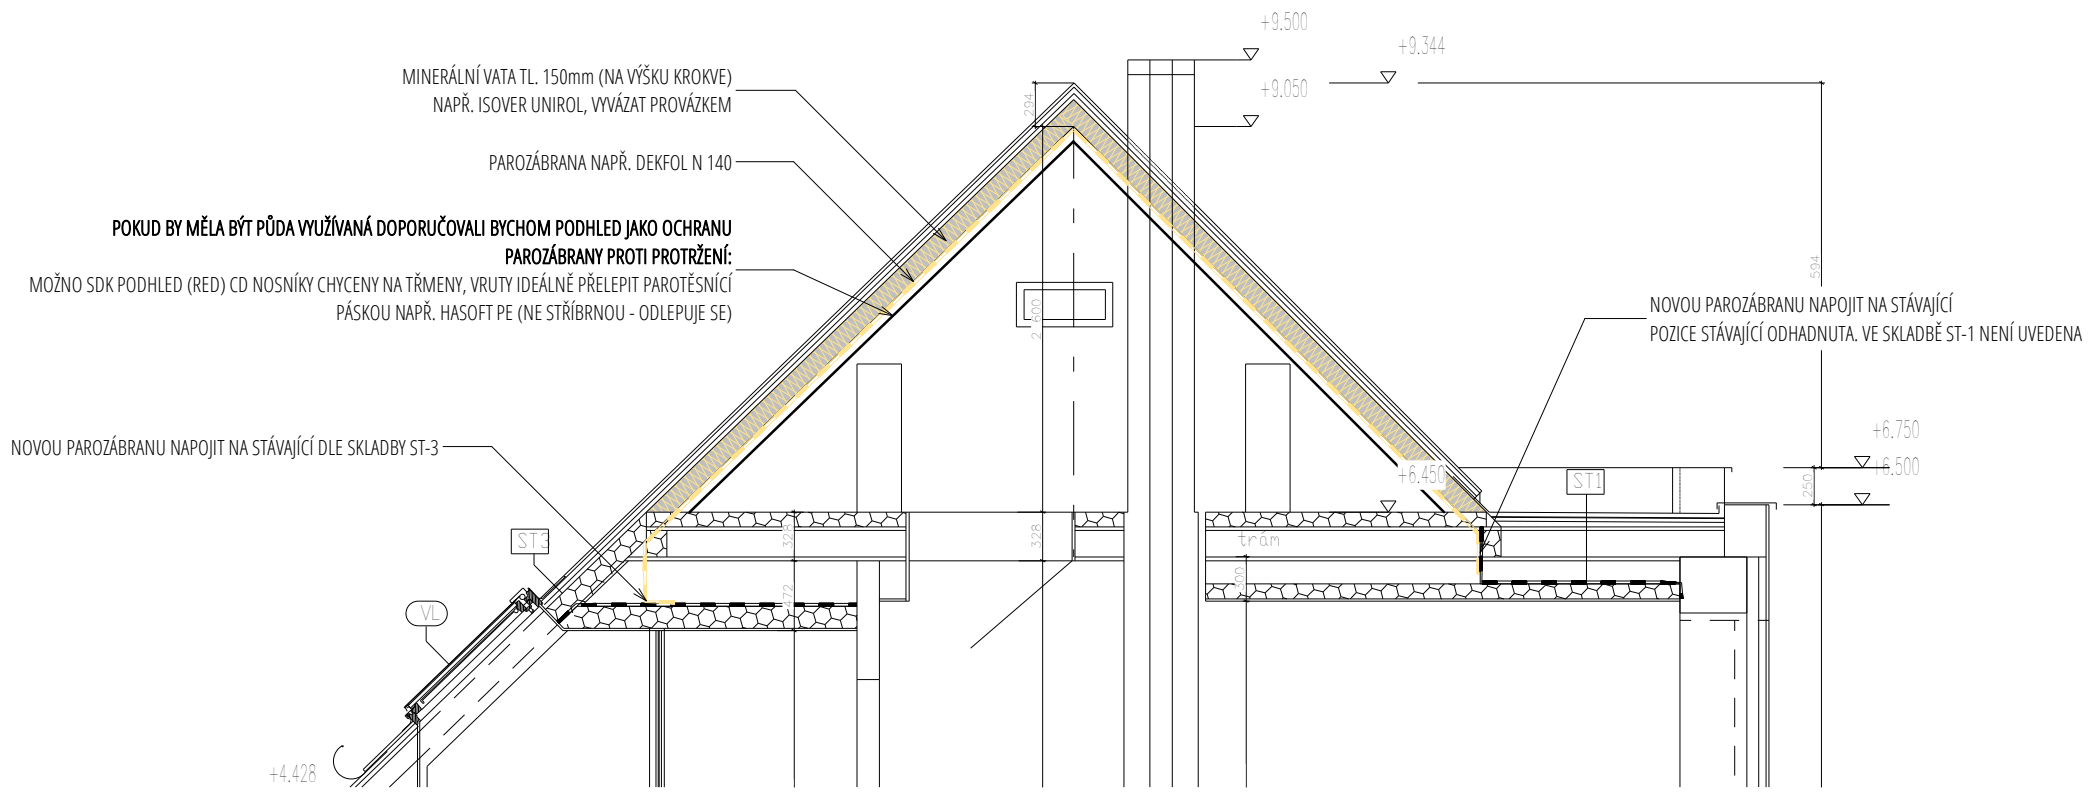 +9.500
+9.344
+9.050
MINERÁLNÍ VATA TL. 150mm (NA VÝŠKU KROKVE)
NAPŘ. ISOVER UNIROL, VYVÁZAT PROVÁZKEM
294
PAROZÁBRANA NAPŘ. DEKFOL N 140
POKUD BY MĚLA BÝT PŮDA VYUŽÍVANÁ DOPORUČOVALI BYCHOM PODHLED JAKO OCHRANU
PAROZÁBRANY PROTI PROTRŽENÍ:
MOŽNO SDK PODHLED (RED) CD NOSNÍKY CHYCENY NA TŘMENY, VRUTY IDEÁLNĚ PŘELEPIT PAROTĚSNÍCÍ
PÁSKOU NAPŘ. HASOFT PE (NE STŘÍBRNOU - ODLEPUJE SE)
594
2 600
NOVOU PAROZÁBRANU NAPOJIT NA STÁVAJÍCÍ
POZICE STÁVAJÍCÍ ODHADNUTA. VE SKLADBĚ ST-1 NENÍ UVEDENA
NOVOU PAROZÁBRANU NAPOJIT NA STÁVAJÍCÍ DLE SKLADBY ST-3
+6.750
+6.500
+6.450
250
ST1
ST3
328
328
trám
300
472
VL
+4.428